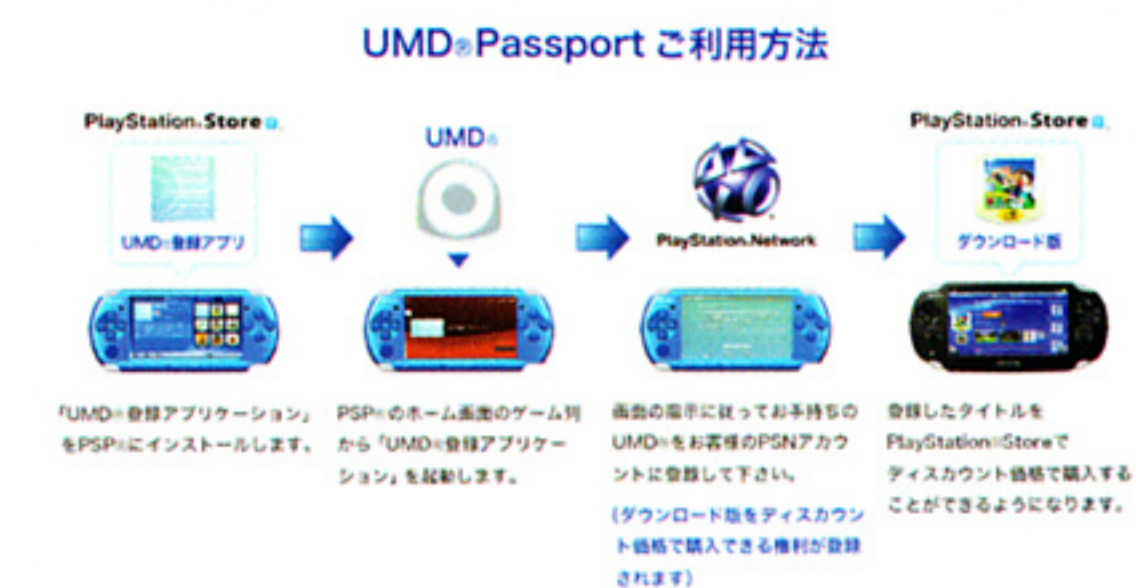 UMD®Passport ご利用方法
PlayStation®Store
UMD®登録アプリ
「UMD®登録アプリケーション」
をPSP®にインストールします。
UMD®
PSP®のホーム画面のゲーム列
から「UMD®登録アプリケー
ション」を起動します。
PlayStation®Network
画面の指示に従ってお手持ちの
UMD®をお客様のPSNアカウ
ントに登録して下さい。
(ダウンロード版をディスカウン
ト価格で購入できる権利が登録
されます)
PlayStation®Store
ダウンロード版
登録したタイトルを
PlayStation®Storeで
ディスカウント価格で購入する
ことができるようになります。